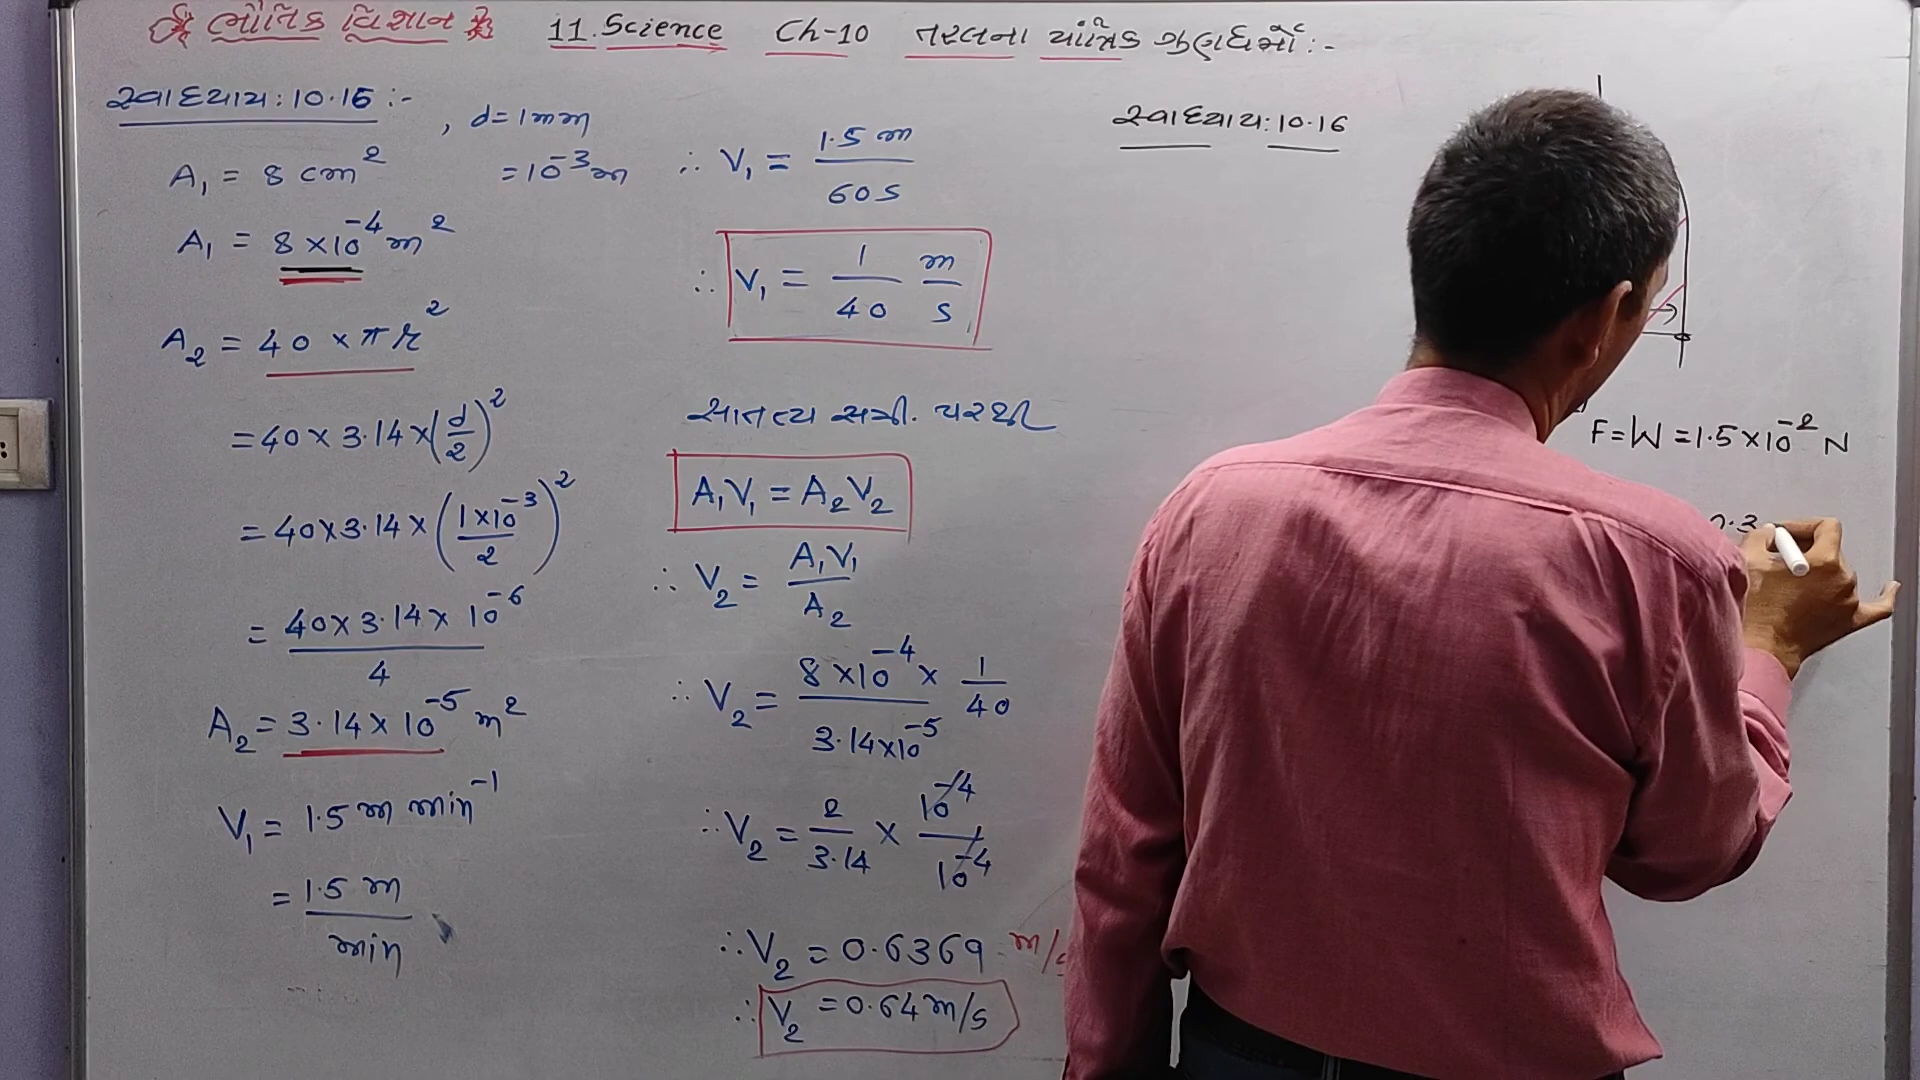 ભૌતિક વિજ્ઞાન 11.Science Ch-10 તરલના યાંત્રિક ગુણધર્મો :-
સ્વાધ્યાય: 10.15 :-
, d = 1mm
= 10⁻³ m
A₁ = 8 cm²
A₁ = 8 × 10⁻⁴ m²
A₂ = 40 × π r²
= 40 × 3.14 × (d/2)²
= 40 × 3.14 × (1×10⁻³/2)²
= 40 × 3.14 × 10⁻⁶ / 4
A₂ = 3.14 × 10⁻⁵ m²
V₁ = 1.5 m min⁻¹
= 1.5 m / min
∴ V₁ = 1.5 m / 60 s
∴ V₁ = 1/40 m/s
સાતત્ય સમી. પરથી
A₁V₁ = A₂V₂
∴ V₂ = A₁V₁ / A₂
∴ V₂ = 8 × 10⁻⁴ × 1/40 / 3.14 × 10⁻⁵
∴ V₂ = 2/3.14 × 10⁻⁴/10⁻⁴
∴ V₂ = 0.6369 m/s
∴ V₂ = 0.64 m/s
સ્વાધ્યાય: 10.16
F = W = 1.5 × 10⁻² N
0.3